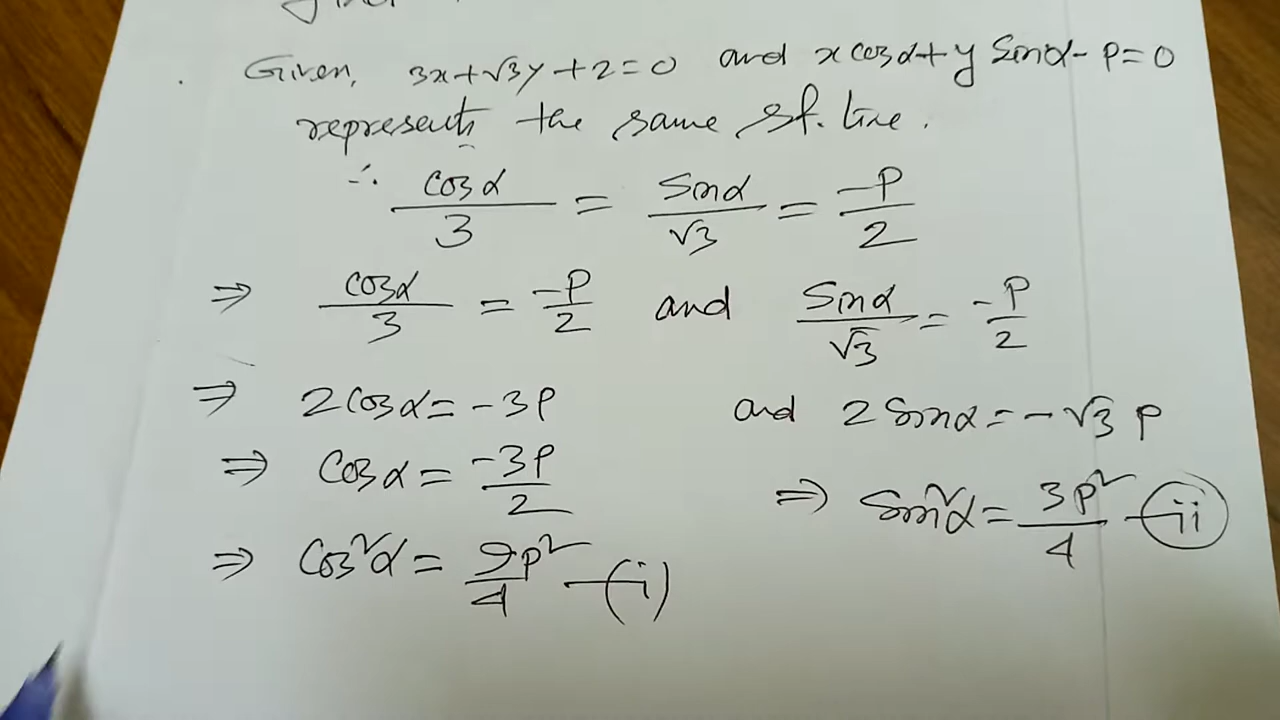 Given, 3x+√3y+2=0 and x cosα+y Sinα-P=0
represents the same st. line.
∴ cosα/3 = Sinα/√3 = -P/2
⇒ cosα/3 = -P/2 and Sinα/√3 = -P/2
⇒ 2cosα=-3P and 2Sinα=-√3 P
⇒ Cosα=-3P/2
⇒ Sin²α=3P²/4 — ii
⇒ Cos²α=9P²/4 — (i)